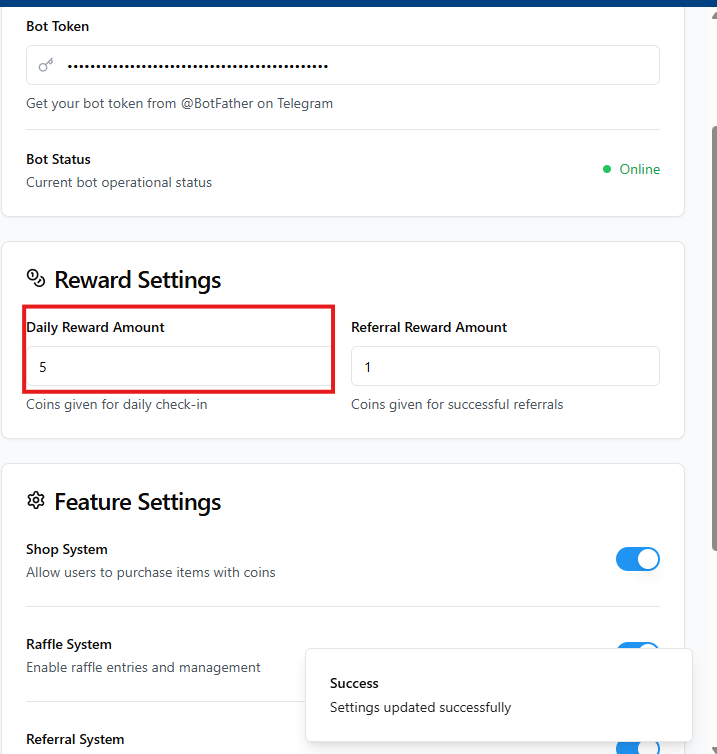 Bot Token
••••••••••••••••••••••••••••••••••••••••••••••
Get your bot token from @BotFather on Telegram
Bot Status
Current bot operational status
Online
Reward Settings
Daily Reward Amount
Referral Reward Amount
5
1
Coins given for daily check-in
Coins given for successful referrals
Feature Settings
Shop System
Allow users to purchase items with coins
Raffle System
Enable raffle entries and management
Success
Settings updated successfully
Referral System